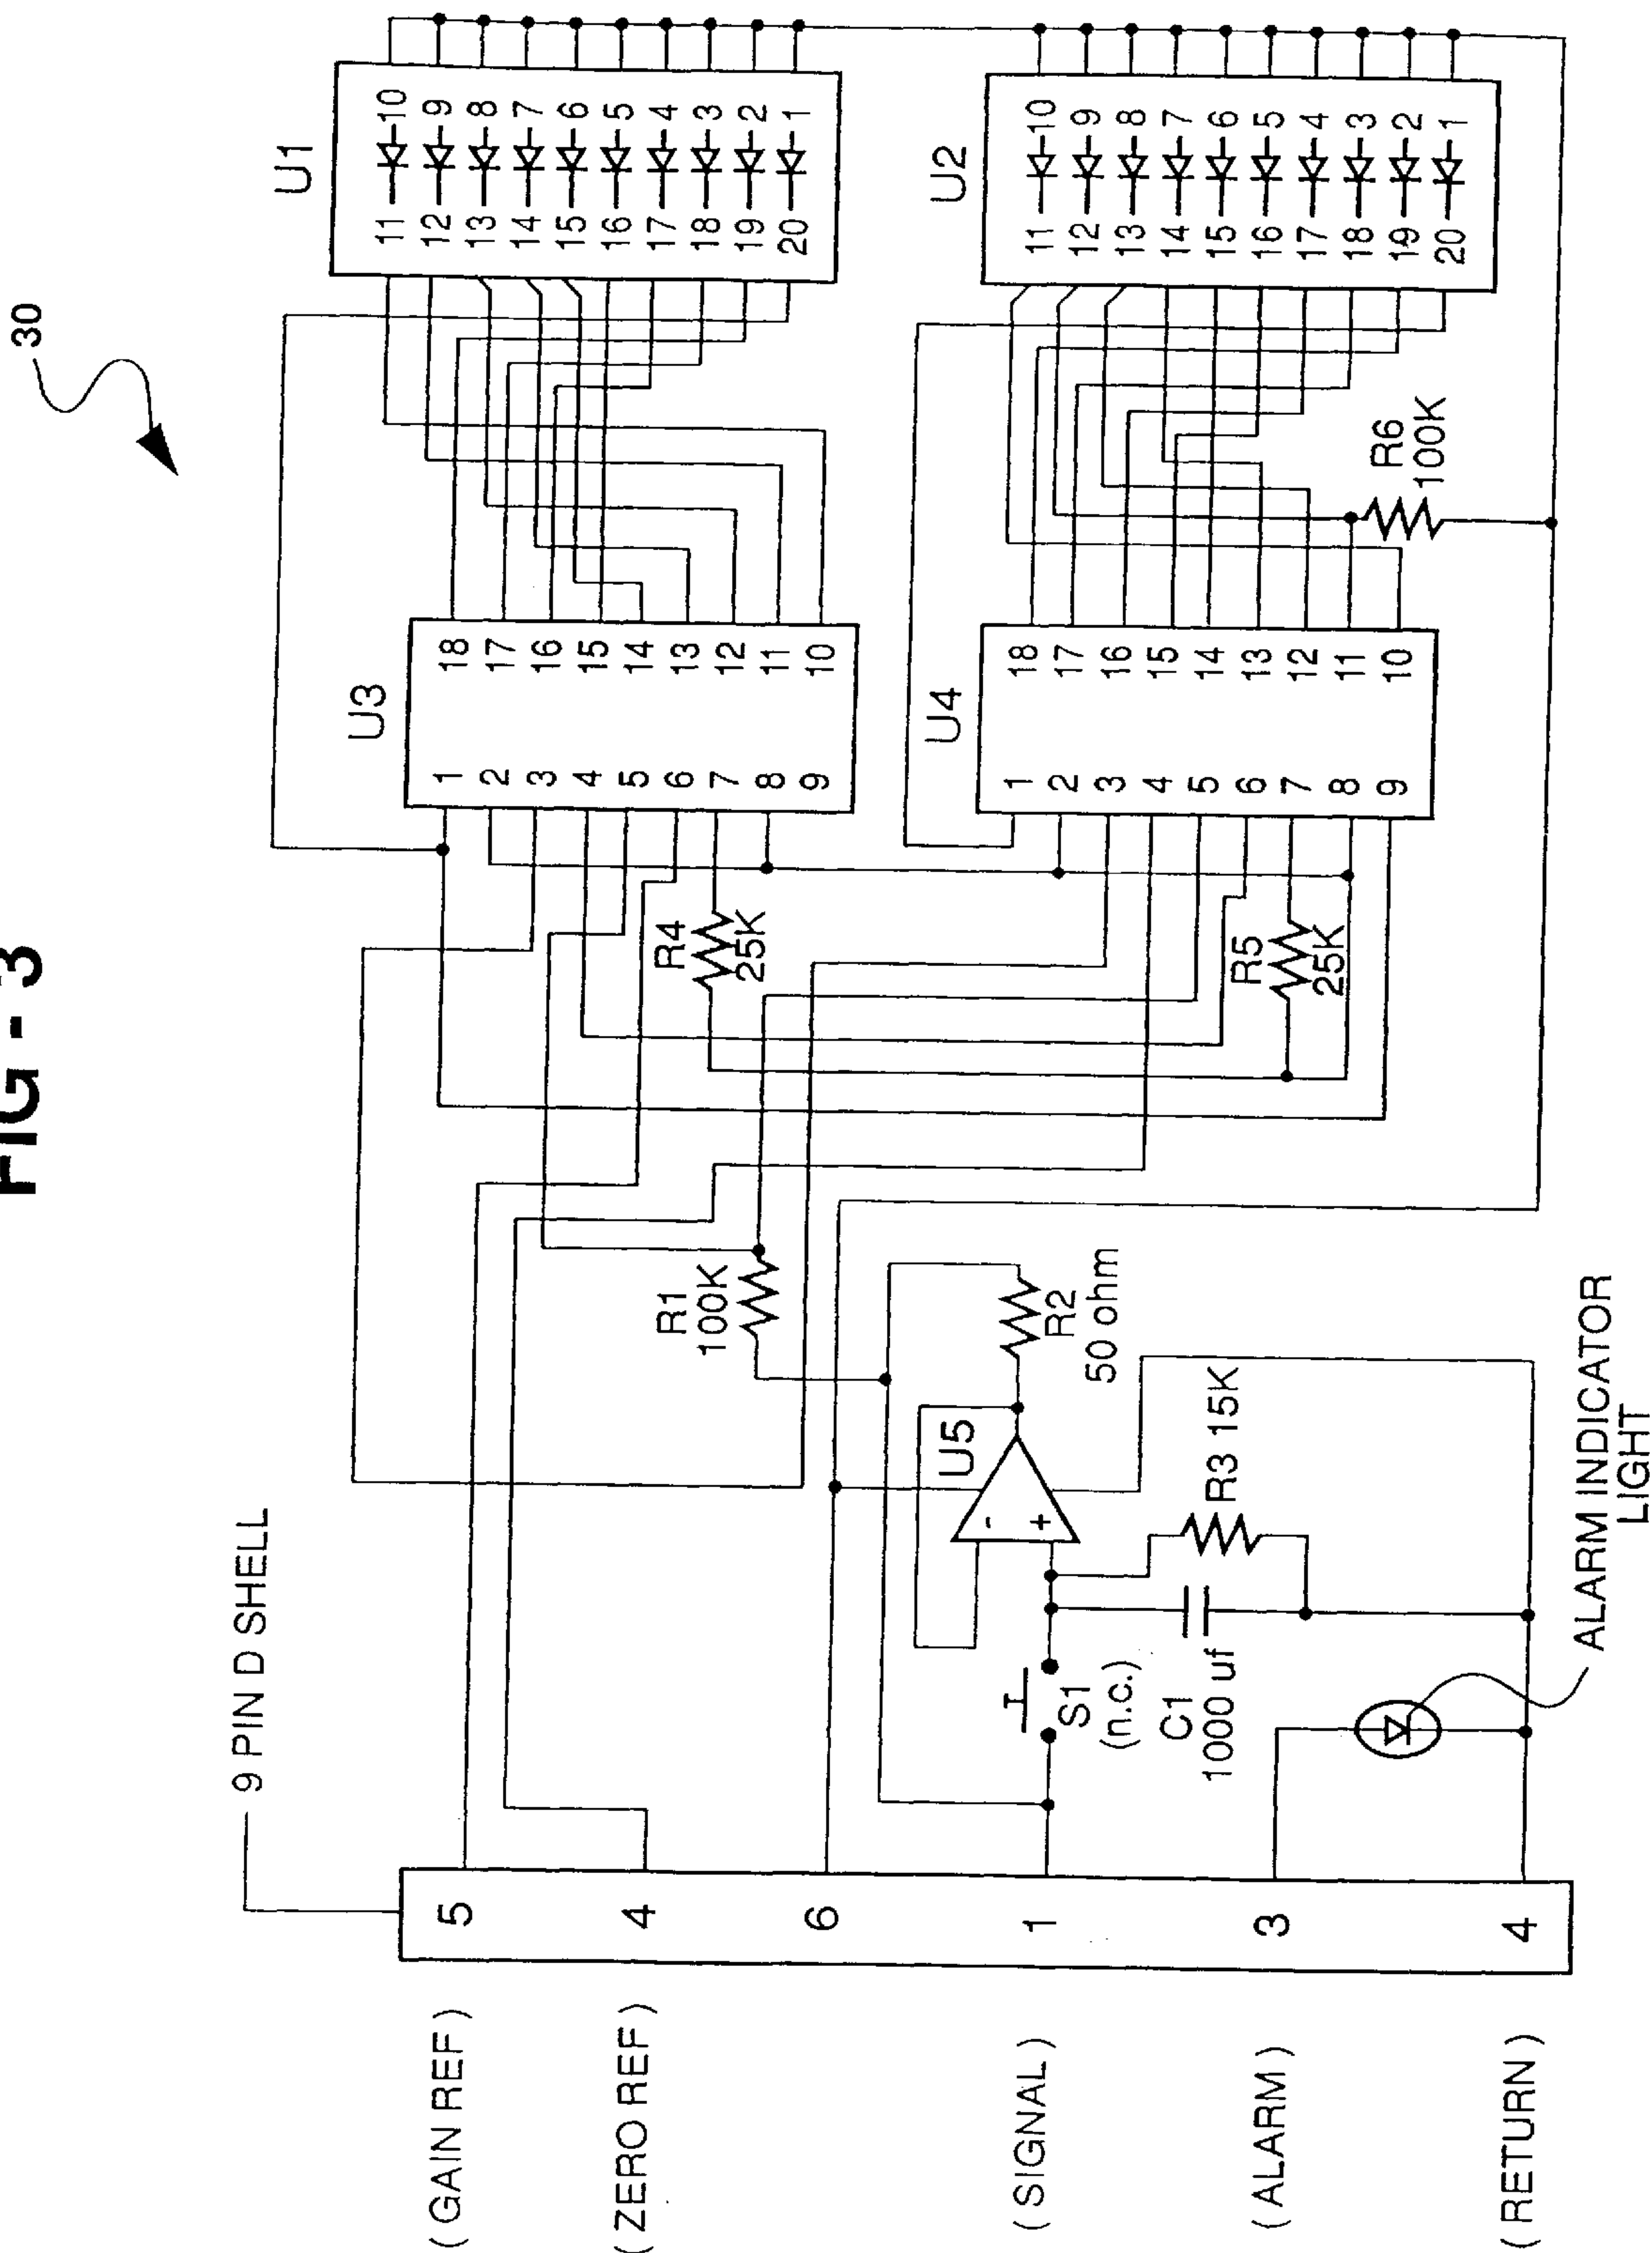 FIG - 3
30
9 PIN D SHELL
( GAIN REF )
( ZERO REF )
( SIGNAL )
( ALARM )
( RETURN )
5
4
6
1
3
4
U1
10
9
8
7
6
5
4
3
2
1
11
12
13
14
15
16
17
18
19
20
U2
10
9
8
7
6
5
4
3
2
1
11
12
13
14
15
16
17
18
19
20
U3
18
17
16
15
14
13
12
11
10
1
2
3
4
5
6
7
8
9
U4
18
17
16
15
14
13
12
11
10
1
2
3
4
5
6
7
8
9
R6
100K
R4
25K
R5
25K
R1
100K
R2
50 ohm
U5
-
+
R3 15K
S1
(n.c.)
C1
1000 uf
ALARM INDICATOR
LIGHT